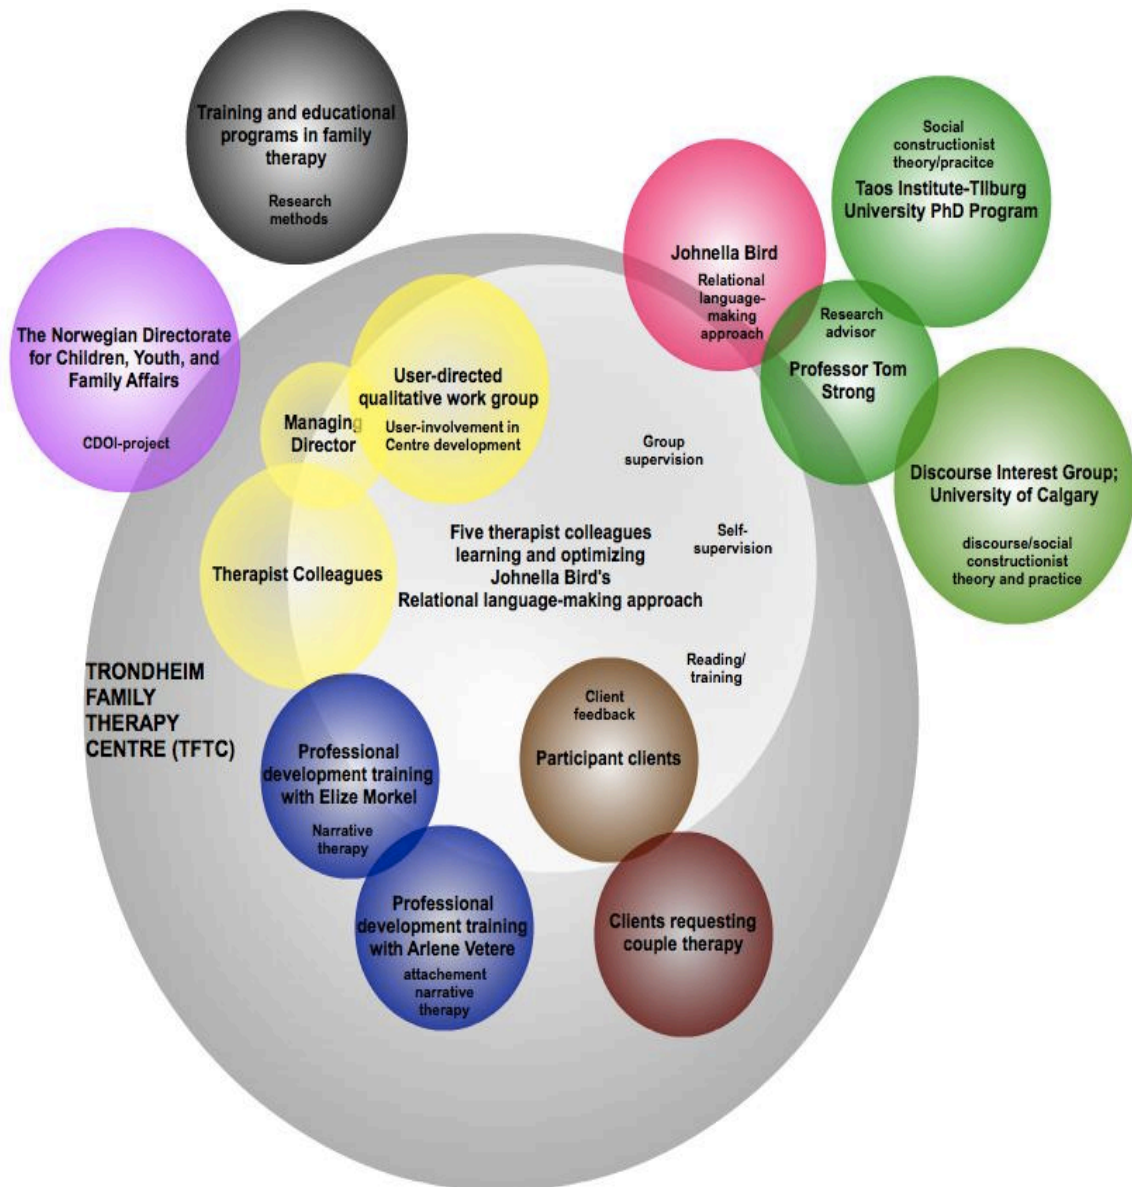 Training and educational
programs in family
therapy
Research
methods
Social
constructionist
theory/pracitce
Taos Institute-TIlburg
University PhD Program
Johnella Bird
Relational
language-
making
approach
Research
advisor
Professor Tom
Strong
The Norwegian Directorate
for Children, Youth, and
Family Affairs
CDOI-project
User-directed
qualitative work group
User-involvement in
Centre development
Managing
Director
Group
supervision
Discourse Interest Group;
University of Calgary
discourse/social
constructionist
theory and practice
Five therapist colleagues
learning and optimizing
Johnella Bird's
Relational language-making approach
Self-
supervision
Therapist Colleagues
Reading/
training
TRONDHEIM
FAMILY
THERAPY
CENTRE (TFTC)
Client
feedback
Participant clients
Professional
development training
with Elize Morkel
Narrative
therapy
Professional
development training
with Arlene Vetere
attachement
narrative
therapy
Clients requesting
couple therapy